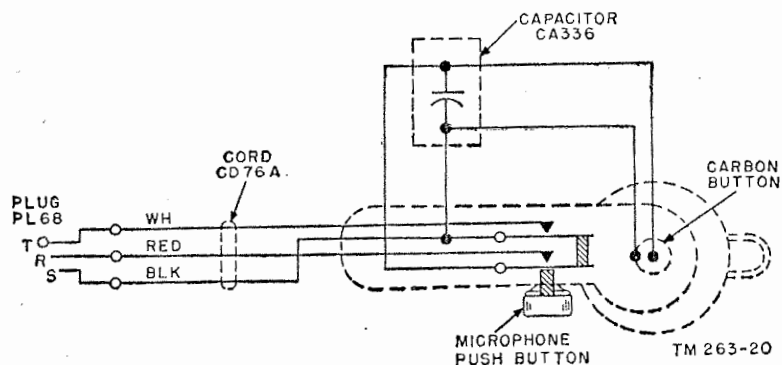 CAPACITOR
CA336
CORD
CD76A
PLUG
PL68
T
R
S
WH
RED
BLK
CARBON
BUTTON
MICROPHONE
PUSH BUTTON
TM 263-20